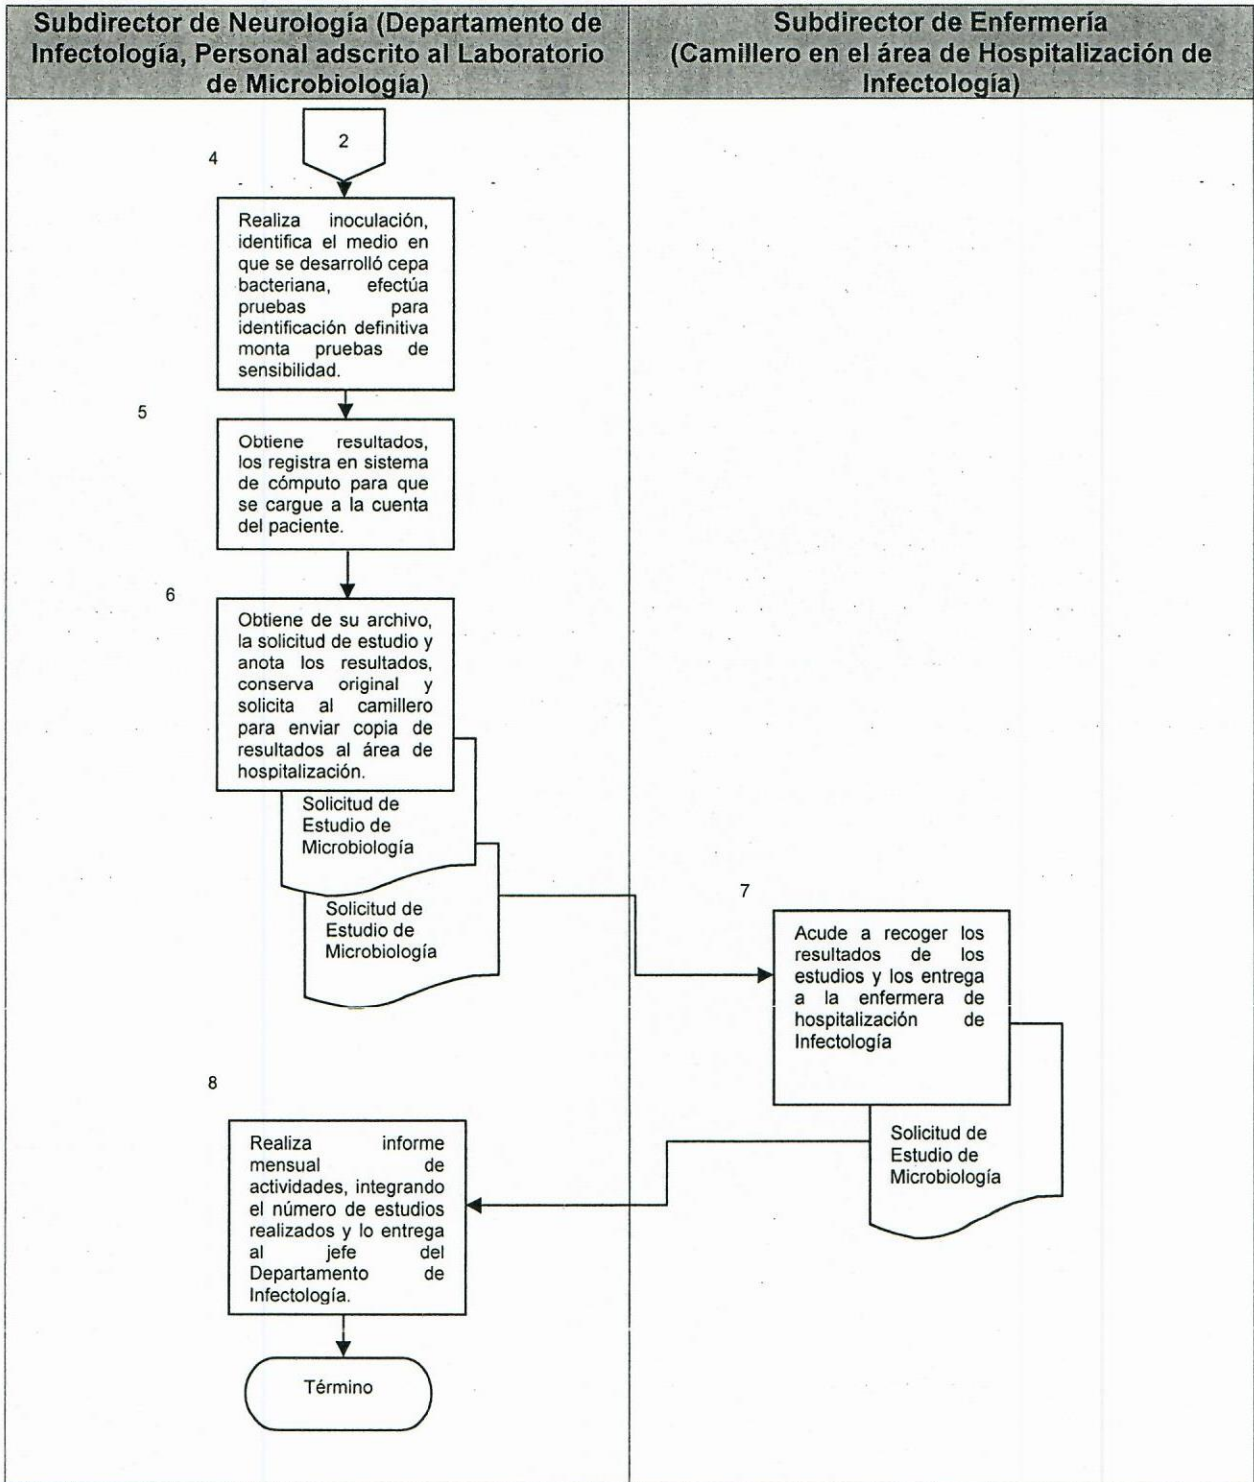 Subdirector de Neurología (Departamento de
Infectología, Personal adscrito al Laboratorio
de Microbiología)
Subdirector de Enfermería
(Camillero en el área de Hospitalización de
Infectología)
2
4
Realiza inoculación,
identifica el medio en
que se desarrolló cepa
bacteriana, efectúa
pruebas para
identificación definitiva
monta pruebas de
sensibilidad.
5
Obtiene resultados,
los registra en sistema
de cómputo para que
se cargue a la cuenta
del paciente.
6
Obtiene de su archivo,
la solicitud de estudio y
anota los resultados,
conserva original y
solicita al camillero
para enviar copia de
resultados al área de
hospitalización.
Solicitud de
Estudio de
Microbiología
Solicitud de
Estudio de
Microbiología
7
Acude a recoger los
resultados de los
estudios y los entrega
a la enfermera de
hospitalización de
Infectología
Solicitud de
Estudio de
Microbiología
8
Realiza informe
mensual de
actividades, integrando
el número de estudios
realizados y lo entrega
al jefe del
Departamento de
Infectología.
Término